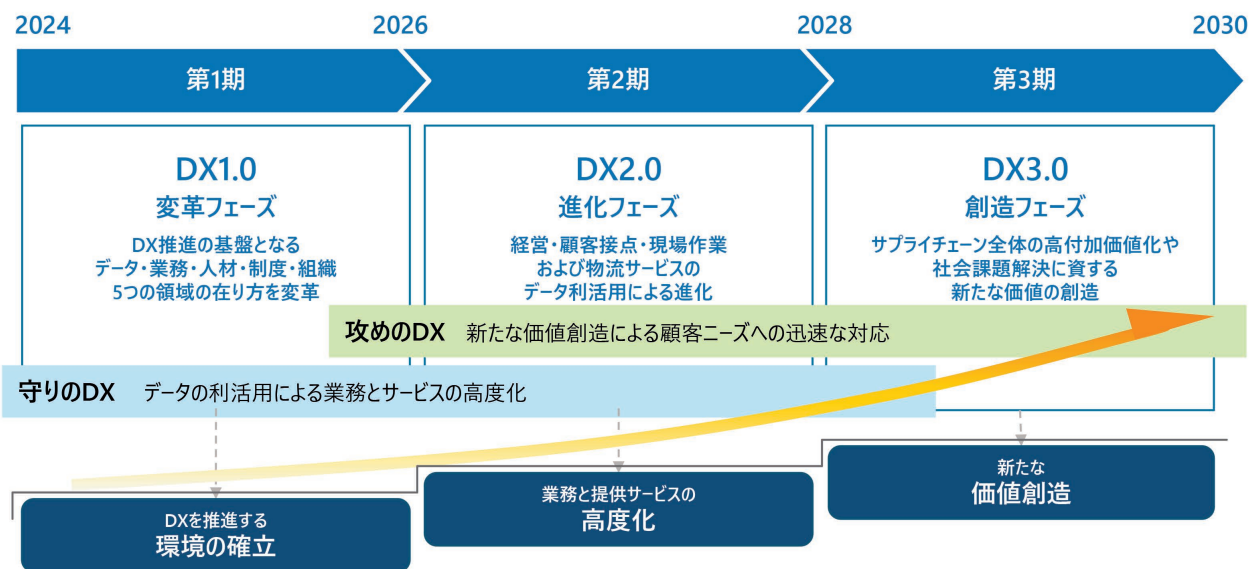 2024
2026
2028
2030
第1期
第2期
第3期
DX1.0
変革フェーズ
DX推進の基盤となる
データ・業務・人材・制度・組織
5つの領域の在り方を変革
DX2.0
進化フェーズ
経営・顧客接点・現場作業
および物流サービスの
データ利活用による進化
DX3.0
創造フェーズ
サプライチェーン全体の高付加価値化や
社会課題解決に資する
新たな価値の創造
攻めのDX 新たな価値創造による顧客ニーズへの迅速な対応
守りのDX データの利活用による業務とサービスの高度化
DXを推進する
環境の確立
業務と提供サービスの
高度化
新たな
価値創造